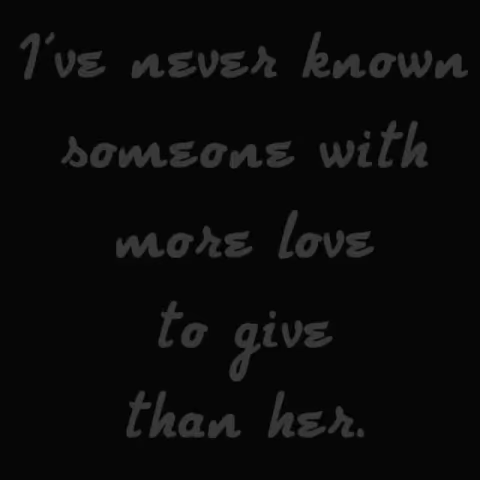 I've never known
someone with
more love
to give
than her.